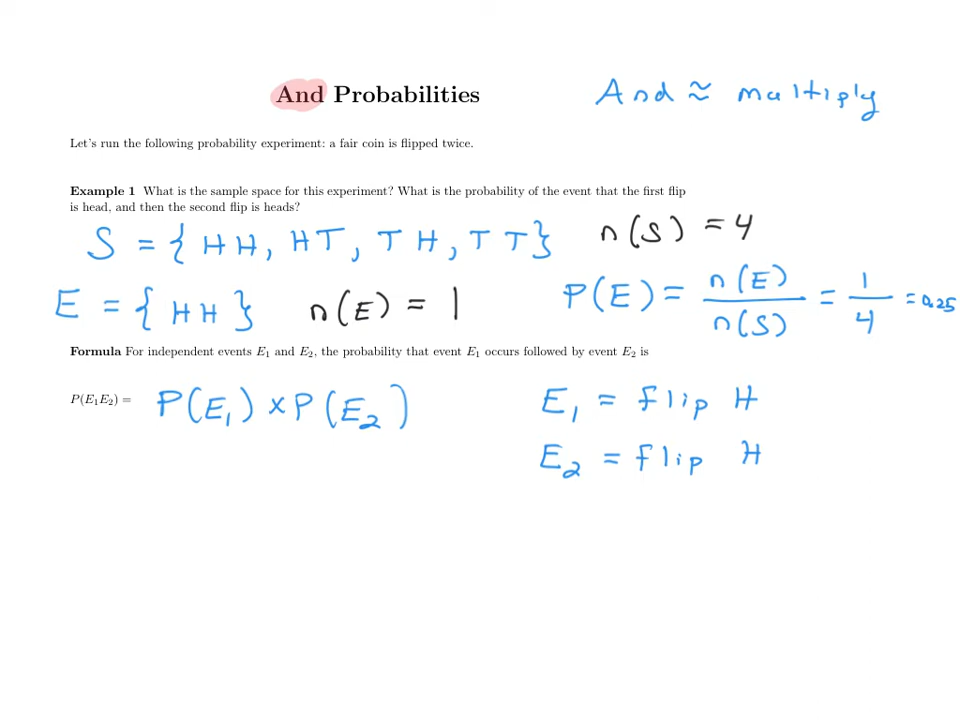 And Probabilities
And ≈ multiply
Let's run the following probability experiment: a fair coin is flipped twice.
Example 1 What is the sample space for this experiment? What is the probability of the event that the first flip
is head, and then the second flip is heads?
S = { HH, HT, TH, TT} n(S) = 4
E = { HH } n(E) = 1 P(E) = n(E)/n(S) = 1/4 = 0.25
Formula For independent events E₁ and E₂, the probability that event E₁ occurs followed by event E₂ is
P(E₁E₂) = P(E₁) × P(E₂) E₁ = flip H
E₂ = flip H